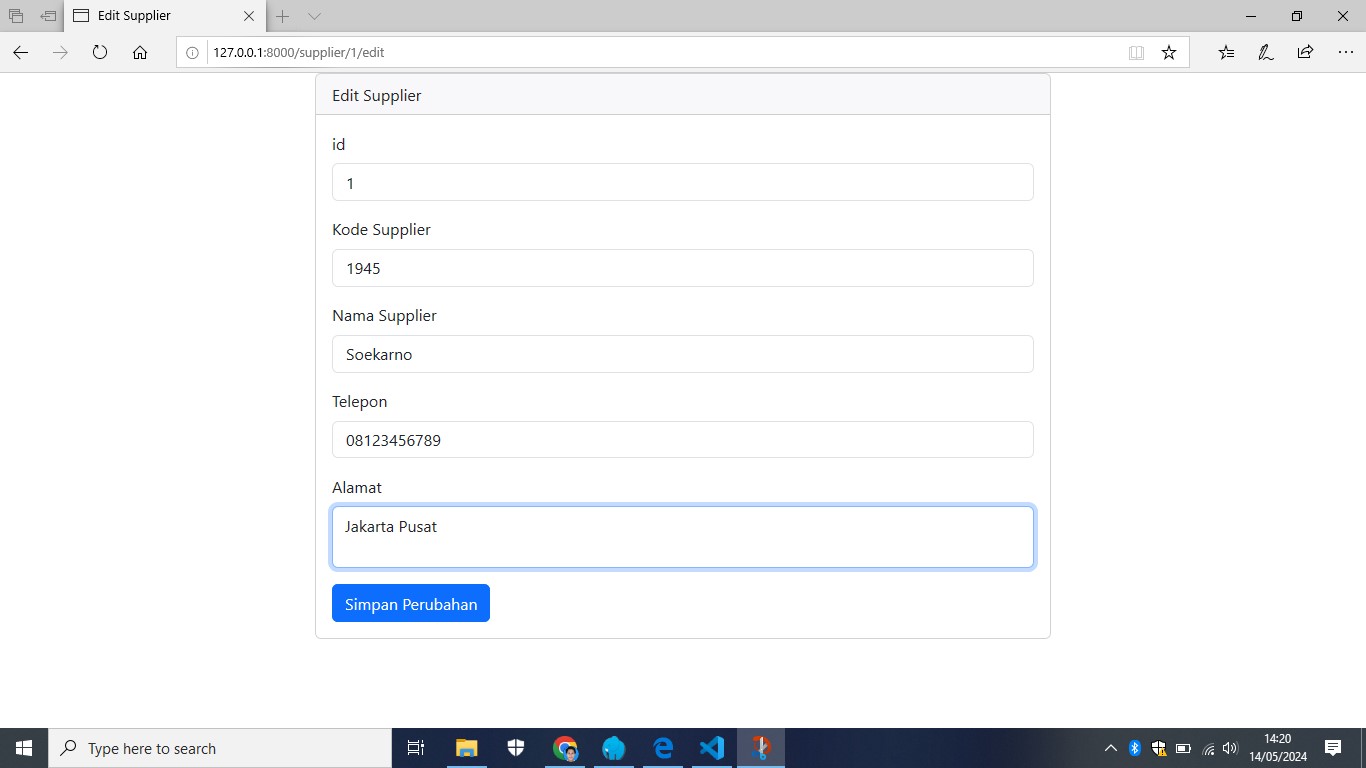 Edit Supplier
127.0.0.1:8000/supplier/1/edit
Edit Supplier
id
1
Kode Supplier
1945
Nama Supplier
Soekarno
Telepon
08123456789
Alamat
Jakarta Pusat
Simpan Perubahan
Type here to search
14:20
14/05/2024